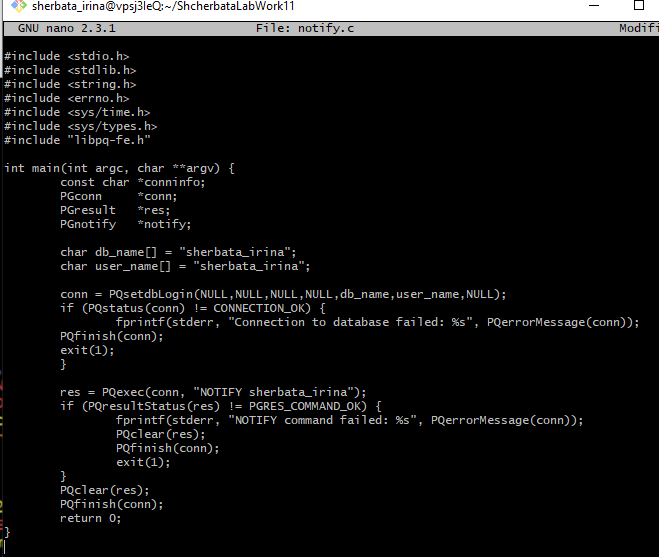 sherbata_irina@vpsj3leQ:~/ShcherbataLabWork11
GNU nano 2.3.1 File: notify.c Modifi
#include <stdio.h>
#include <stdlib.h>
#include <string.h>
#include <errno.h>
#include <sys/time.h>
#include <sys/types.h>
#include "libpq-fe.h"
int main(int argc, char **argv) {
const char *conninfo;
PGconn *conn;
PGresult *res;
PGnotify *notify;
char db_name[] = "sherbata_irina";
char user_name[] = "sherbata_irina";
conn = PQsetdbLogin(NULL,NULL,NULL,NULL,db_name,user_name,NULL);
if (PQstatus(conn) != CONNECTION_OK) {
fprintf(stderr, "Connection to database failed: %s", PQerrorMessage(conn));
PQfinish(conn);
exit(1);
}
res = PQexec(conn, "NOTIFY sherbata_irina");
if (PQresultStatus(res) != PGRES_COMMAND_OK) {
fprintf(stderr, "NOTIFY command failed: %s", PQerrorMessage(conn));
PQclear(res);
PQfinish(conn);
exit(1);
}
PQclear(res);
PQfinish(conn);
return 0;
}